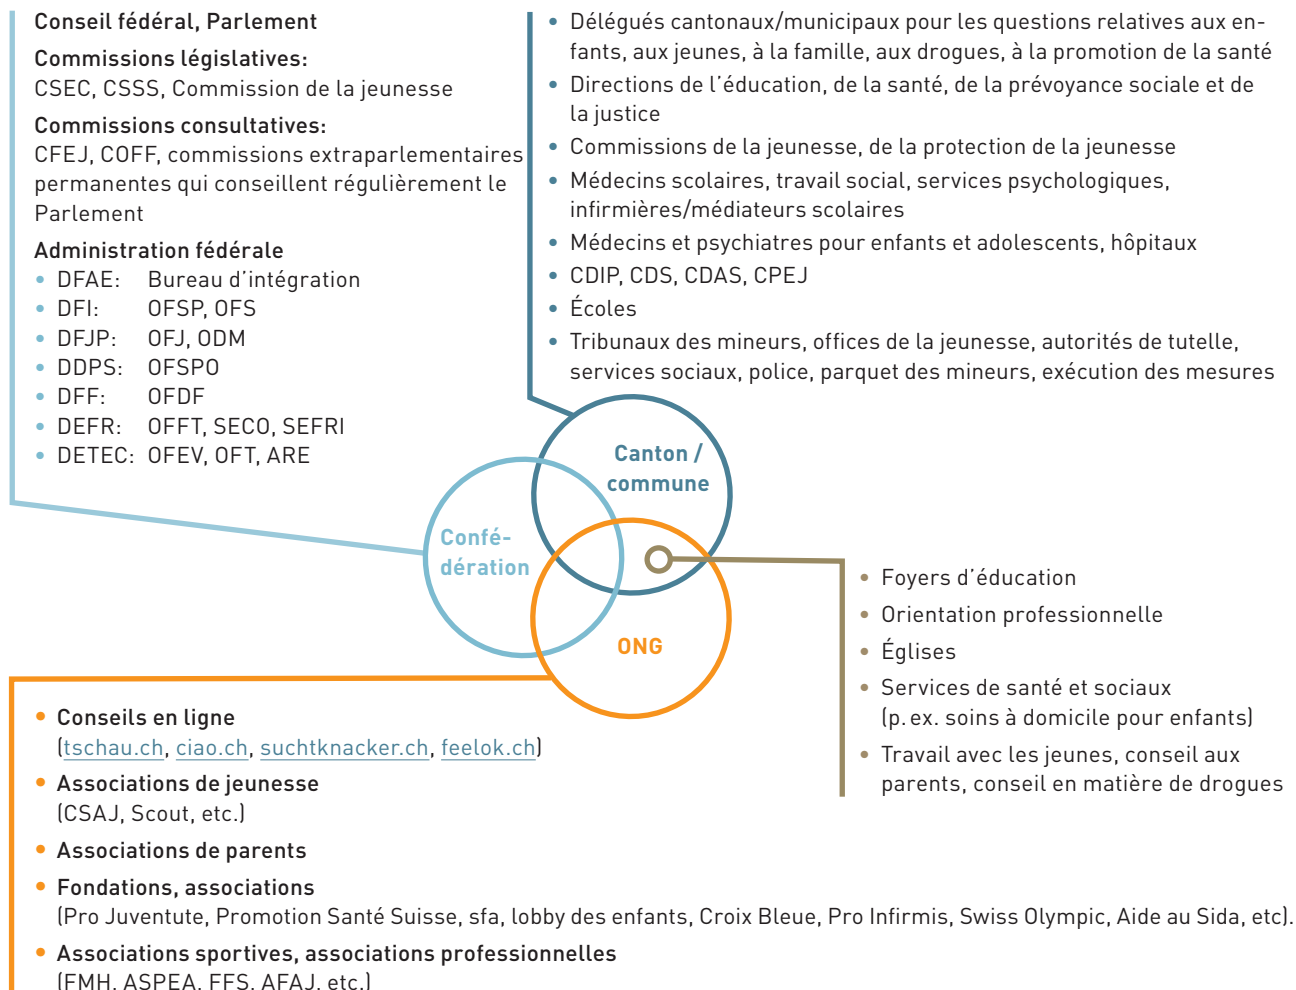 Conseil fédéral, Parlement
Commissions législatives:
CSEC, CSSS, Commission de la jeunesse
Commissions consultatives:
CFEJ, COFF, commissions extraparlementaires
permanentes qui conseillent régulièrement le
Parlement
Administration fédérale
• DFAE: Bureau d'intégration
• DFI: OFSP, OFS
• DFJP: OFJ, ODM
• DDPS: OFSPO
• DFF: OFDF
• DEFR: OFFT, SECO, SEFRI
• DETEC: OFEV, OFT, ARE
• Délégués cantonaux/municipaux pour les questions relatives aux en-
fants, aux jeunes, à la famille, aux drogues, à la promotion de la santé
• Directions de l'éducation, de la santé, de la prévoyance sociale et de
la justice
• Commissions de la jeunesse, de la protection de la jeunesse
• Médecins scolaires, travail social, services psychologiques,
infirmières/médiateurs scolaires
• Médecins et psychiatres pour enfants et adolescents, hôpitaux
• CDIP, CDS, CDAS, CPEJ
• Écoles
• Tribunaux des mineurs, offices de la jeunesse, autorités de tutelle,
services sociaux, police, parquet des mineurs, exécution des mesures
Canton /
commune
Confé-
dération
ONG
• Foyers d'éducation
• Orientation professionnelle
• Églises
• Services de santé et sociaux
(p. ex. soins à domicile pour enfants)
• Travail avec les jeunes, conseil aux
parents, conseil en matière de drogues
• Conseils en ligne
(tschau.ch, ciao.ch, suchtknacker.ch, feelok.ch)
• Associations de jeunesse
(CSAJ, Scout, etc.)
• Associations de parents
• Fondations, associations
(Pro Juventute, Promotion Santé Suisse, sfa, lobby des enfants, Croix Bleue, Pro Infirmis, Swiss Olympic, Aide au Sida, etc).
• Associations sportives, associations professionnelles
(FMH, ASPEA, FFS, AFAJ, etc.)